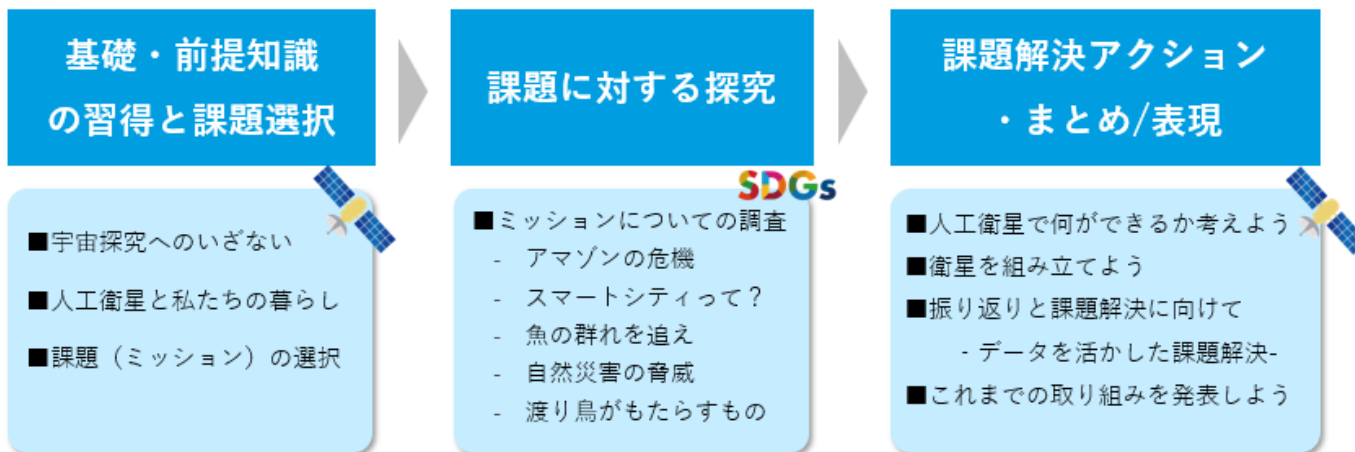 基礎・前提知識
の習得と課題選択
■宇宙探究へのいざない
■人工衛星と私たちの暮らし
■課題（ミッション）の選択
課題に対する探究
SDGs
■ミッションについての調査
- アマゾンの危機
- スマートシティって？
- 魚の群れを追え
- 自然災害の脅威
- 渡り鳥がもたらすもの
課題解決アクション
・まとめ/表現
■人工衛星で何ができるか考えよう
■衛星を組み立てよう
■振り返りと課題解決に向けて
- データを活かした課題解決-
■これまでの取り組みを発表しよう